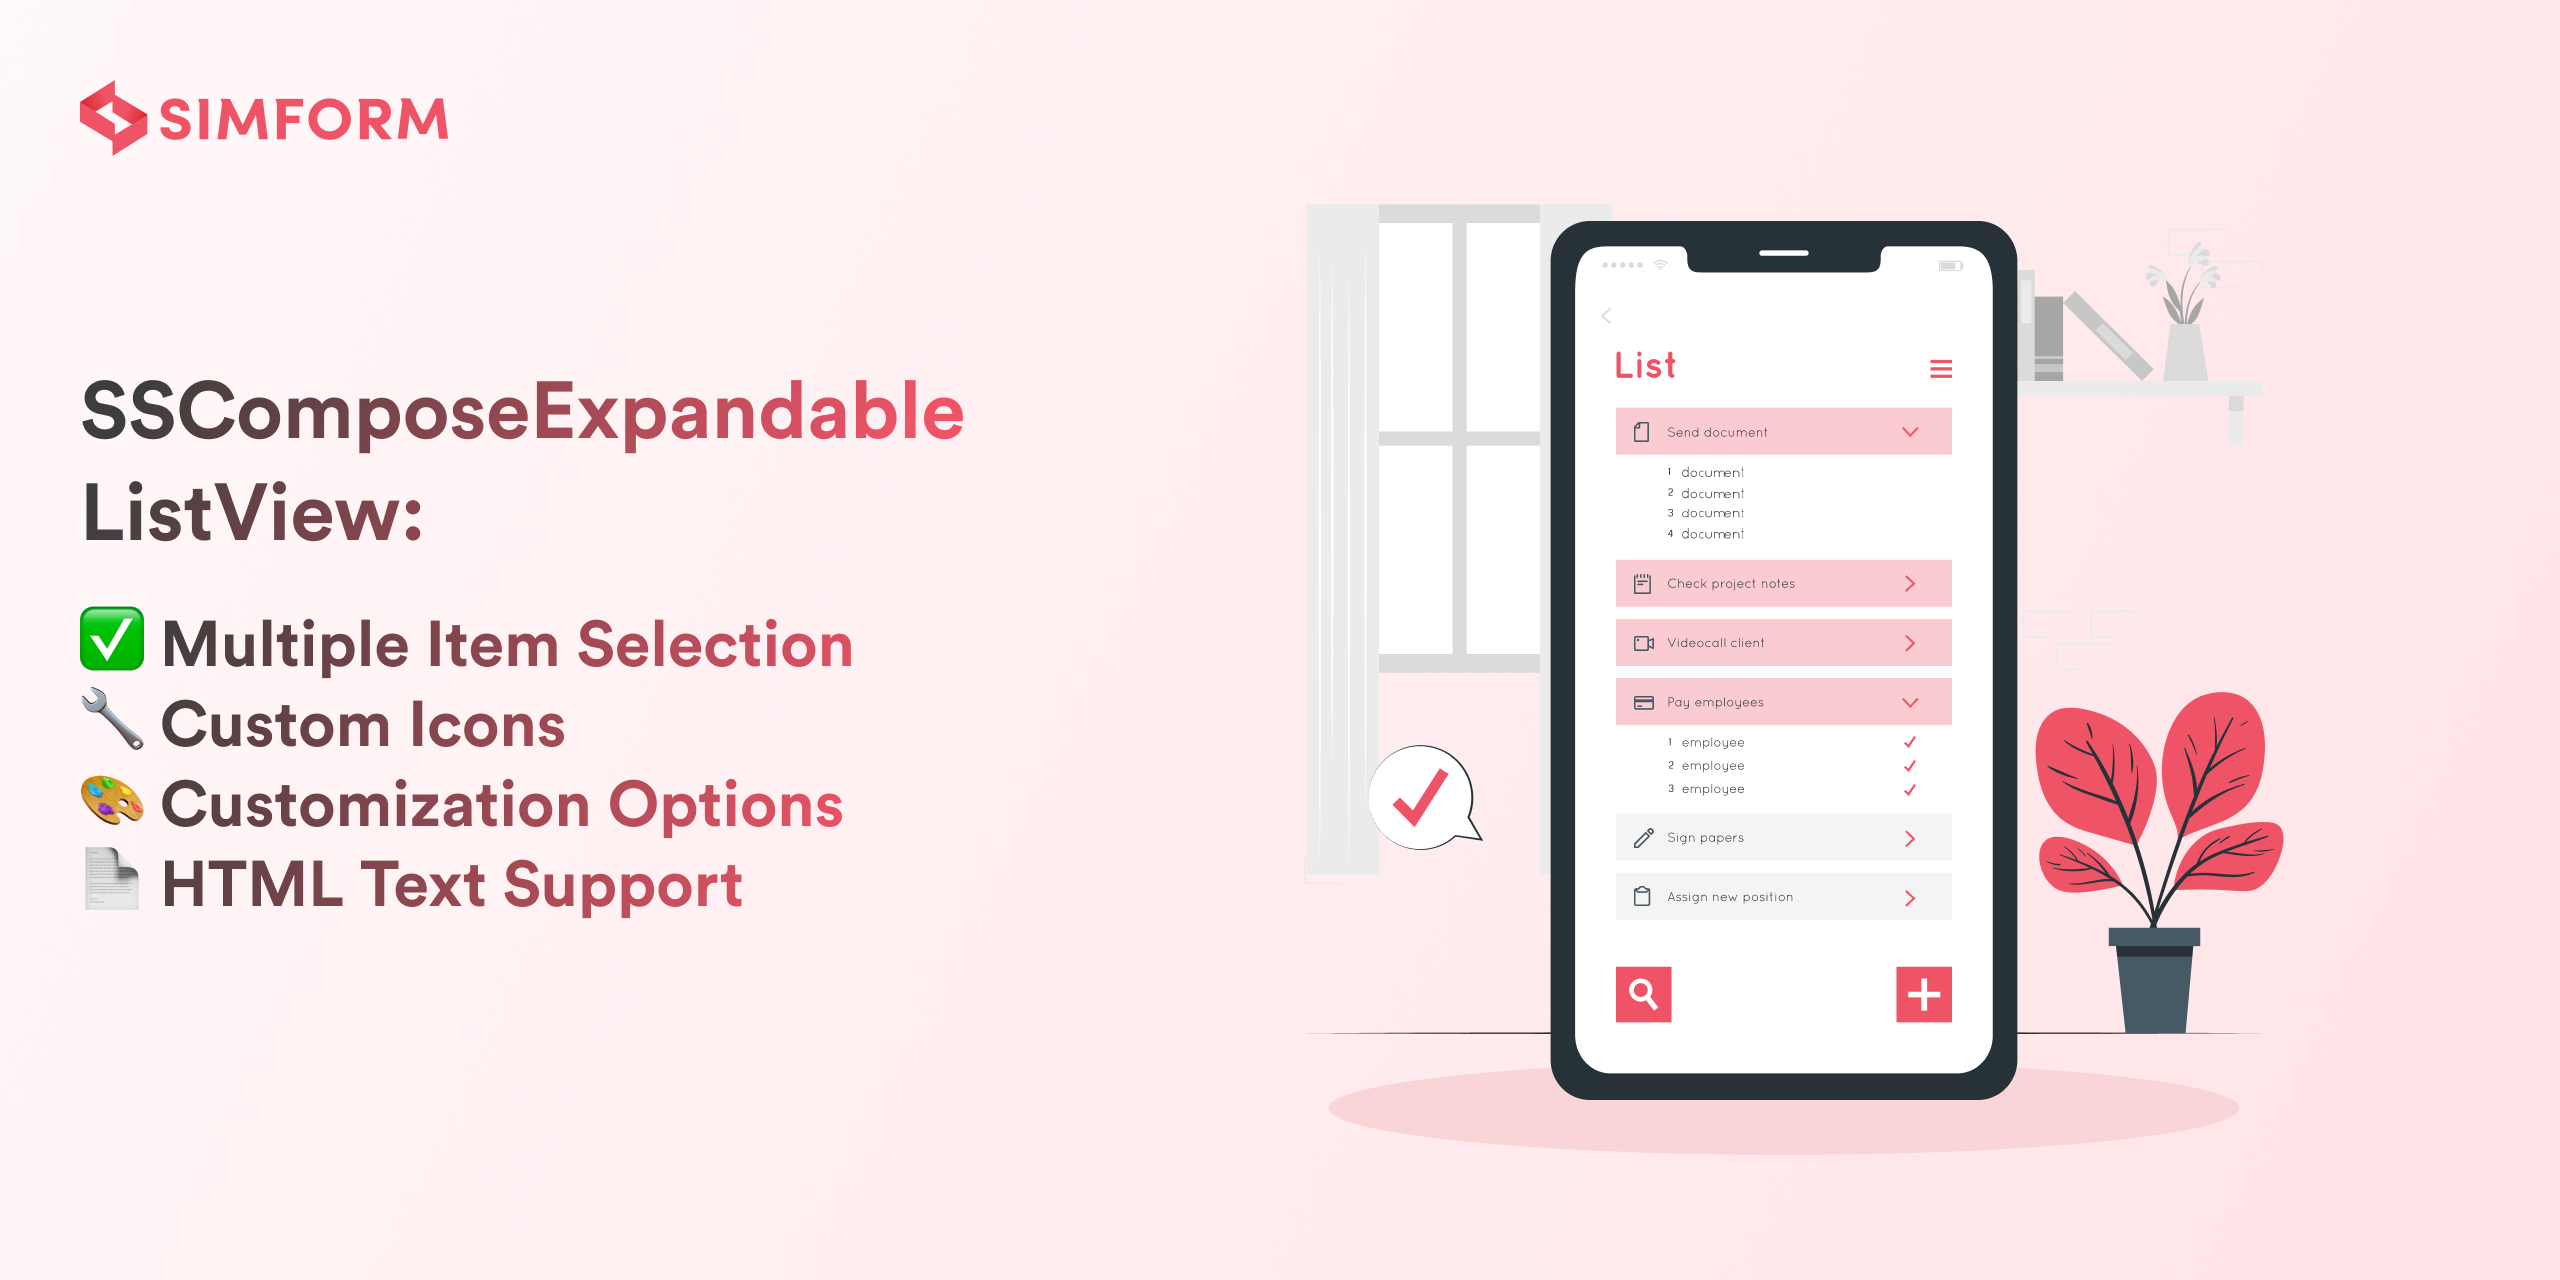 SIMFORM
SSComposeExpandable
ListView:
✅ Multiple Item Selection
🔧 Custom Icons
🎨 Customization Options
📄 HTML Text Support
List
Send document
1 document
2 document
3 document
4 document
Check project notes
Videocall client
Pay employees
1 employee
2 employee
3 employee
Sign papers
Assign new position